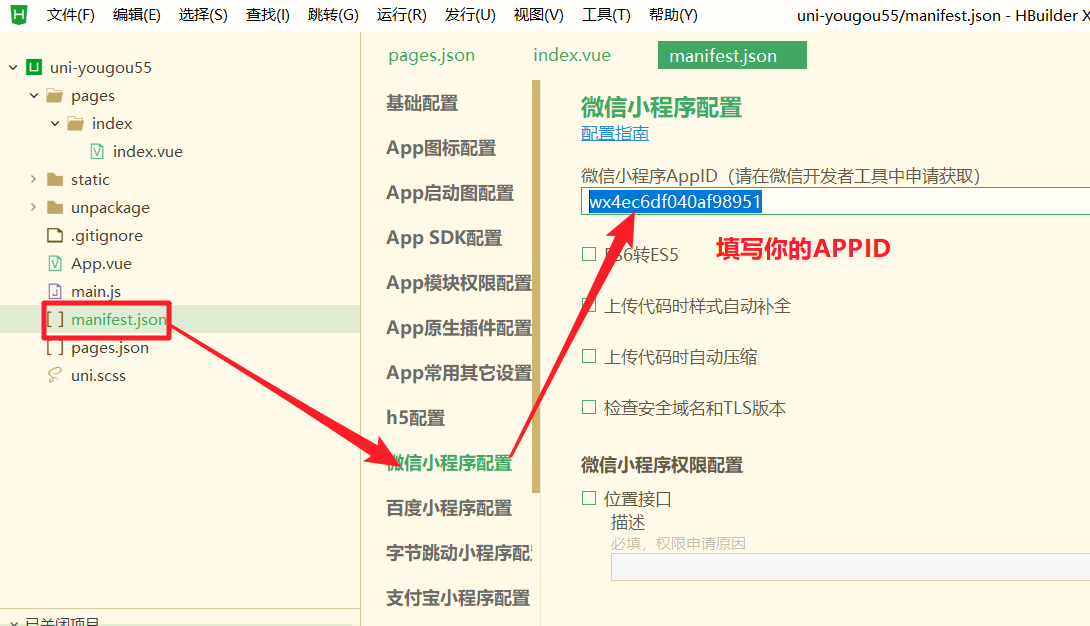 文件(F) 编辑(E) 选择(S) 查找(I) 跳转(G) 运行(R) 发行(U) 视图(V) 工具(T) 帮助(Y) uni-yougou55/manifest.json - HBuilder X
uni-yougou55
pages
index
index.vue
static
unpackage
.gitignore
App.vue
main.js
[ ] manifest.json
[ ] pages.json
uni.scss
已关闭项目
pages.json index.vue manifest.json
基础配置
App图标配置
App启动图配置
App SDK配置
App模块权限配置
App原生插件配置
App常用其它设置
h5配置
微信小程序配置
百度小程序配置
字节跳动小程序配
支付宝小程序配置
微信小程序配置
配置指南
微信小程序AppID（请在微信开发者工具中申请获取）
wx4ec6df040af98951
ES6转ES5
填写你的APPID
上传代码时样式自动补全
上传代码时自动压缩
检查安全域名和TLS版本
微信小程序权限配置
位置接口
描述
必填，权限申请原因